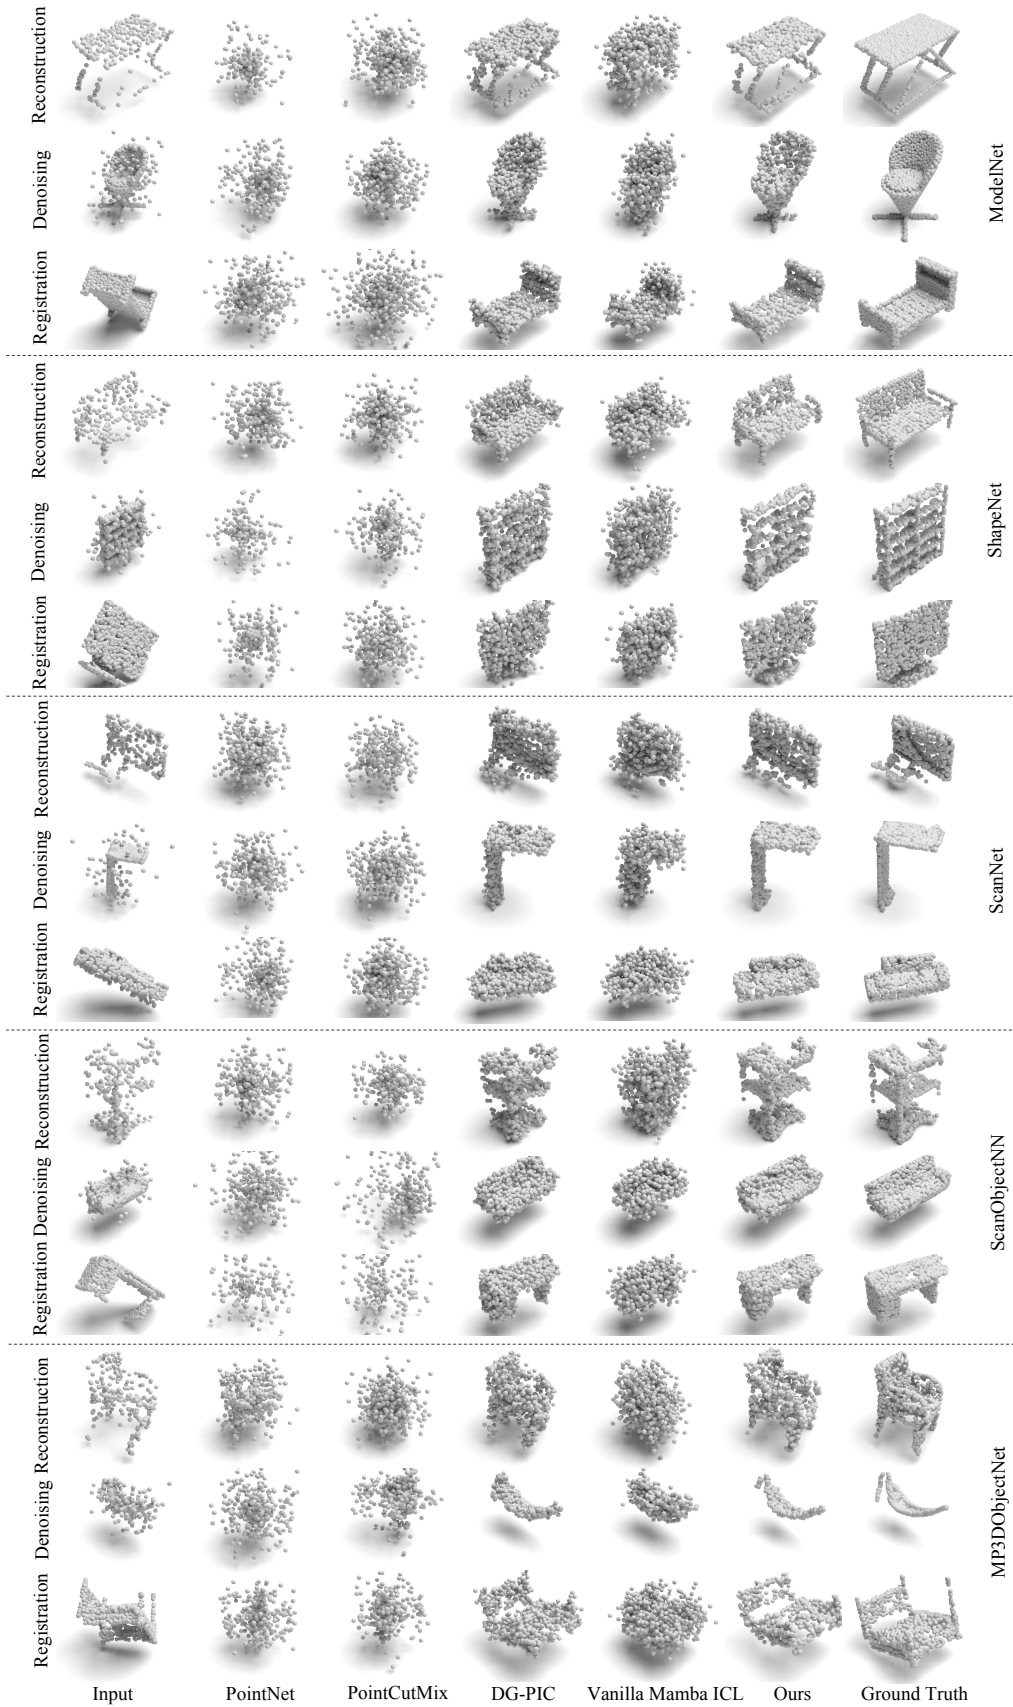 Reconstruction
Denoising
Registration
ModelNet
Reconstruction
Denoising
Registration
ShapeNet
Reconstruction
Denoising
Registration
ScanNet
Reconstruction
Denoising
Registration
ScanObjectNN
Reconstruction
Denoising
Registration
MP3DObjectNet
Input PointNet PointCutMix DG-PIC Vanilla Mamba ICL Ours Ground Truth